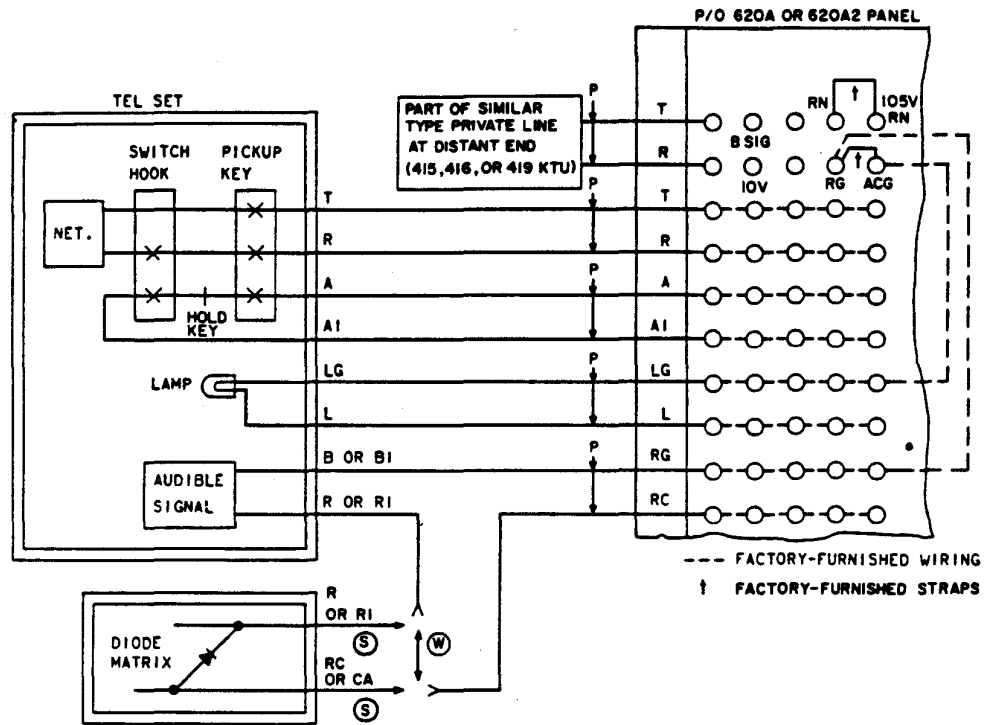 P/O 620A OR 620A2 PANEL
TEL SET
PART OF SIMILAR
TYPE PRIVATE LINE
AT DISTANT END
(415, 416, OR 419 KTU)
P
T
R
RN
105V
RN
B SIG
10V
RG
ACG
SWITCH
HOOK
PICKUP
KEY
NET.
T
R
A
A1
HOLD
KEY
P
T
R
P
A
A1
LAMP
LG
L
P
LG
L
AUDIBLE
SIGNAL
B OR B1
R OR R1
P
RG
RC
--- FACTORY-FURNISHED WIRING
↑ FACTORY-FURNISHED STRAPS
DIODE
MATRIX
R
OR R1
S
W
RC
OR CA
S